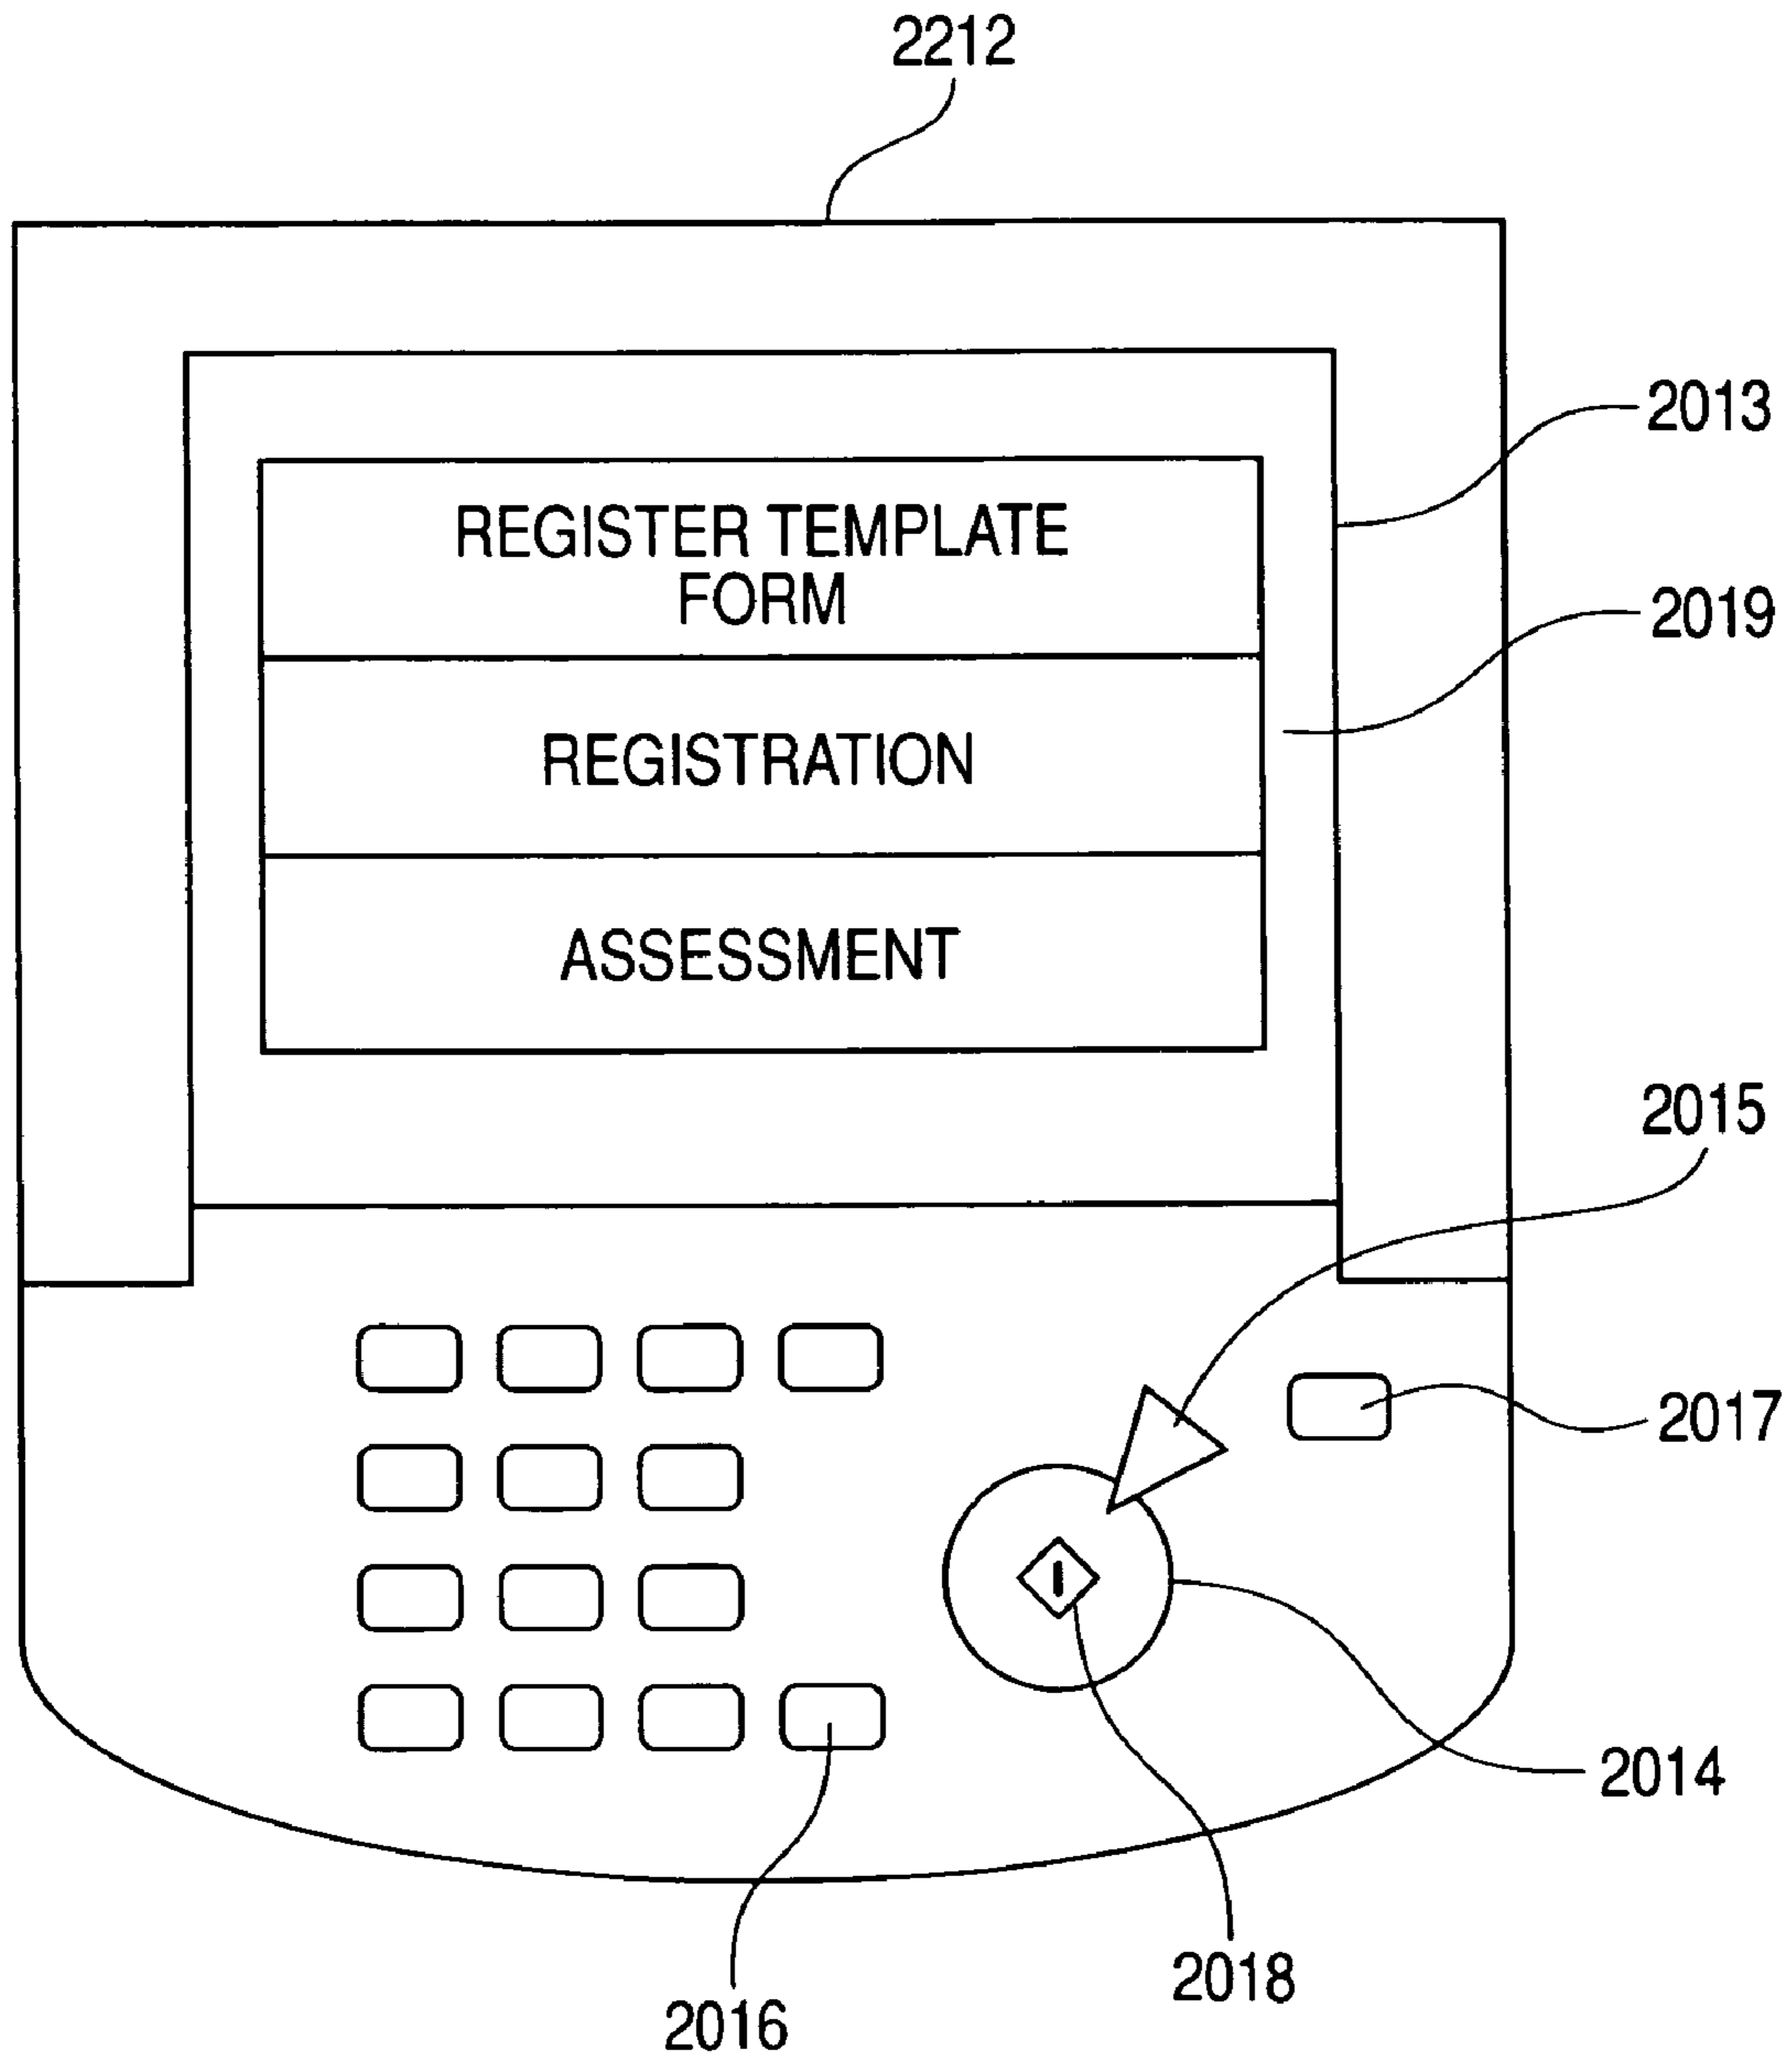 2212
2013
REGISTER TEMPLATE
FORM
2019
REGISTRATION
ASSESSMENT
2015
2017
2014
2018
2016